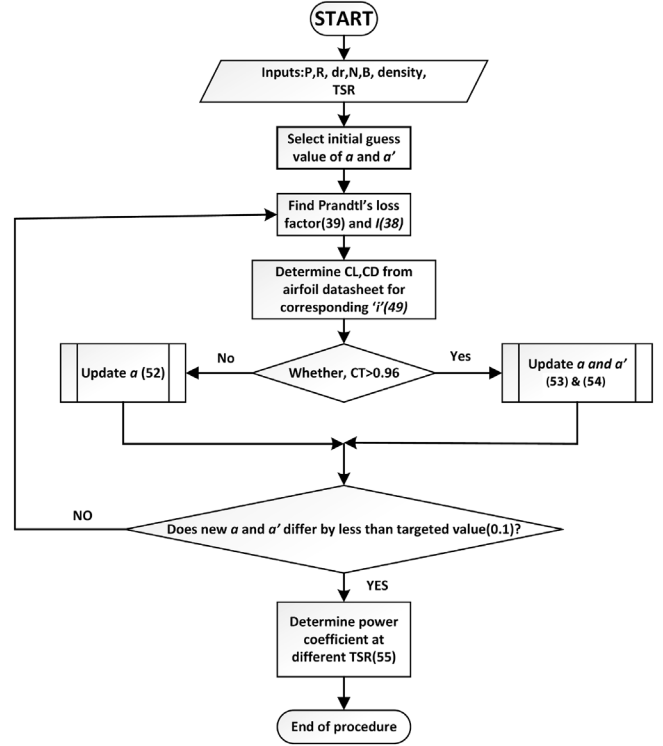 START
Inputs:P,R, dr,N,B, density,
TSR
Select initial guess
value of a and a’
Find Prandtl’s loss
factor(39) and I(38)
Determine CL,CD from
airfoil datasheet for
corresponding ‘i’(49)
No
Whether, CT>0.96
Yes
Update a (52)
Update a and a’
(53) & (54)
NO
Does new a and a’ differ by less than targeted value(0.1)?
YES
Determine power
coefficient at
different TSR(55)
End of procedure